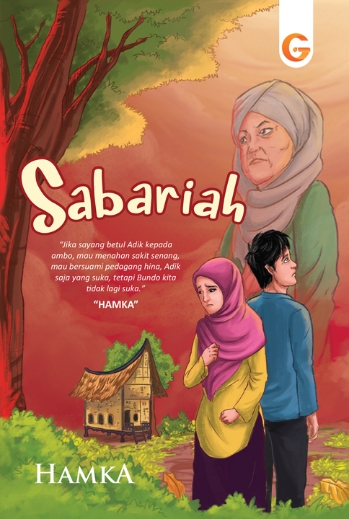 G
Sabariah
"Jika sayang betul Adik kepada
ambo, mau menahan sakit senang,
mau bersuami pedagang hina, Adik
saja yang suka, tetapi Bunda kita
tidak lagi suka."
"HAMKA"
HAMKA